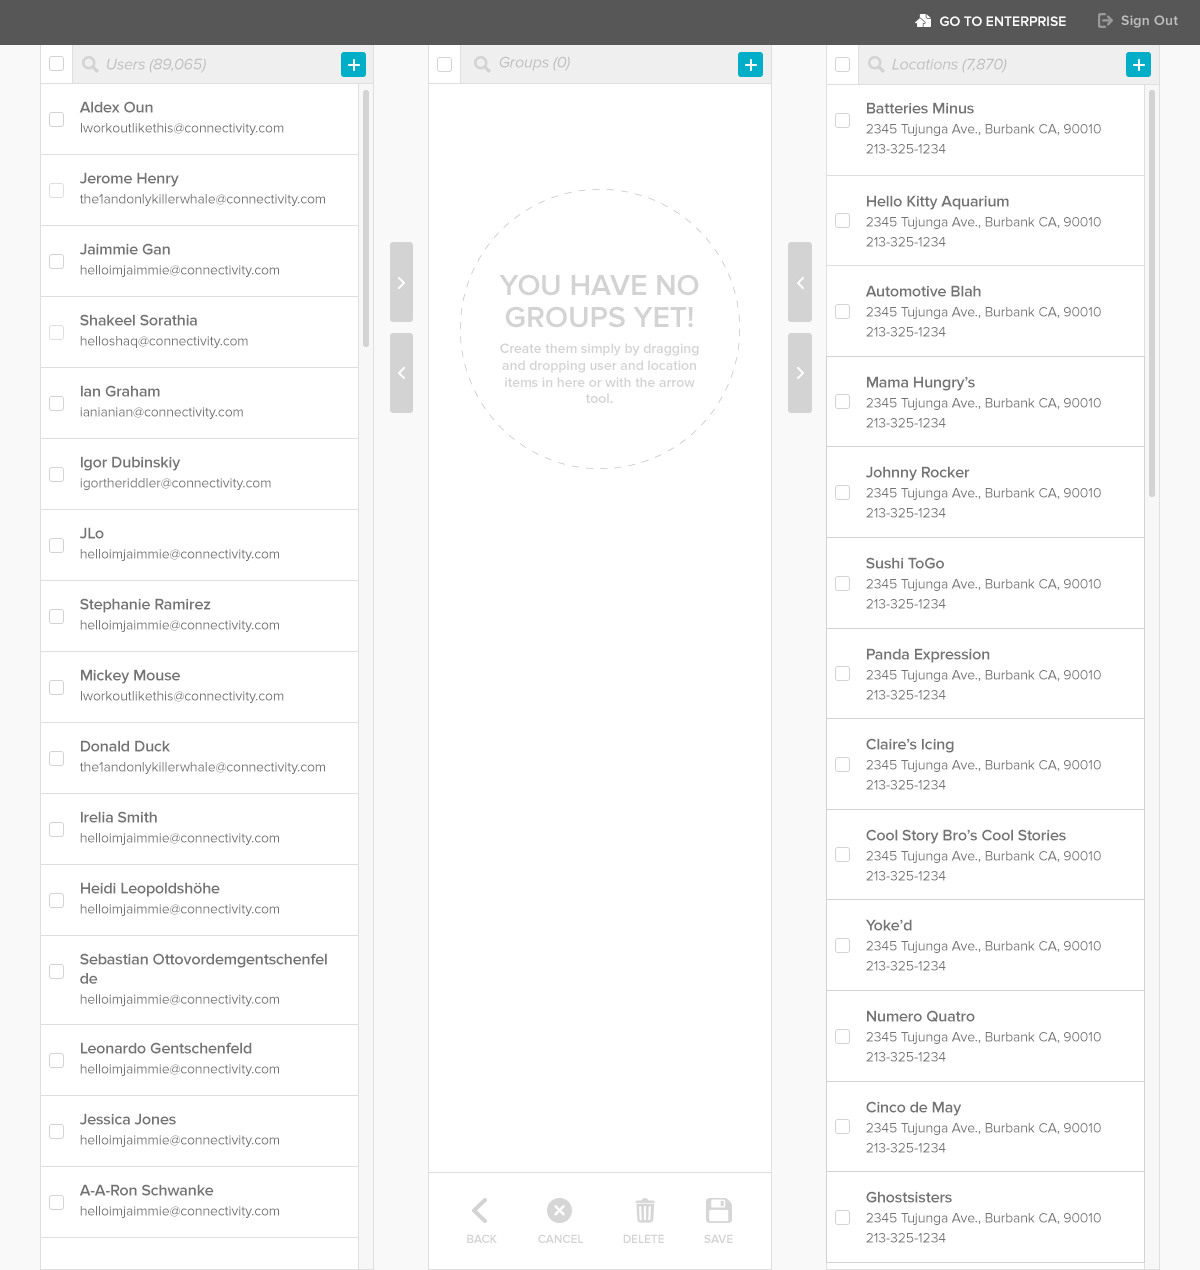 GO TO ENTERPRISE
Sign Out
Users (89,065)
Aldex Oun
lworkoutlikethis@connectivity.com
Jerome Henry
the1andonlykillerwhale@connectivity.com
Jaimmie Gan
helloimjaimmie@connectivity.com
Shakeel Sorathia
helloshaq@connectivity.com
Ian Graham
ianianian@connectivity.com
Igor Dubinskiy
igortheriddler@connectivity.com
JLo
helloimjaimmie@connectivity.com
Stephanie Ramirez
helloimjaimmie@connectivity.com
Mickey Mouse
lworkoutlikethis@connectivity.com
Donald Duck
the1andonlykillerwhale@connectivity.com
Irelia Smith
helloimjaimmie@connectivity.com
Heidi Leopoldshöhe
helloimjaimmie@connectivity.com
Sebastian Ottovordemgentschenfel
de
helloimjaimmie@connectivity.com
Leonardo Gentschenfeld
helloimjaimmie@connectivity.com
Jessica Jones
helloimjaimmie@connectivity.com
A-A-Ron Schwanke
helloimjaimmie@connectivity.com
Groups (0)
YOU HAVE NO
GROUPS YET!
Create them simply by dragging
and dropping user and location
items in here or with the arrow
tool.
BACK
CANCEL
DELETE
SAVE
Locations (7,870)
Batteries Minus
2345 Tujunga Ave., Burbank CA, 90010
213-325-1234
Hello Kitty Aquarium
2345 Tujunga Ave., Burbank CA, 90010
213-325-1234
Automotive Blah
2345 Tujunga Ave., Burbank CA, 90010
213-325-1234
Mama Hungry’s
2345 Tujunga Ave., Burbank CA, 90010
213-325-1234
Johnny Rocker
2345 Tujunga Ave., Burbank CA, 90010
213-325-1234
Sushi ToGo
2345 Tujunga Ave., Burbank CA, 90010
213-325-1234
Panda Expression
2345 Tujunga Ave., Burbank CA, 90010
213-325-1234
Claire’s Icing
2345 Tujunga Ave., Burbank CA, 90010
213-325-1234
Cool Story Bro’s Cool Stories
2345 Tujunga Ave., Burbank CA, 90010
213-325-1234
Yoke’d
2345 Tujunga Ave., Burbank CA, 90010
213-325-1234
Numero Quatro
2345 Tujunga Ave., Burbank CA, 90010
213-325-1234
Cinco de May
2345 Tujunga Ave., Burbank CA, 90010
213-325-1234
Ghostsisters
2345 Tujunga Ave., Burbank CA, 90010
213-325-1234